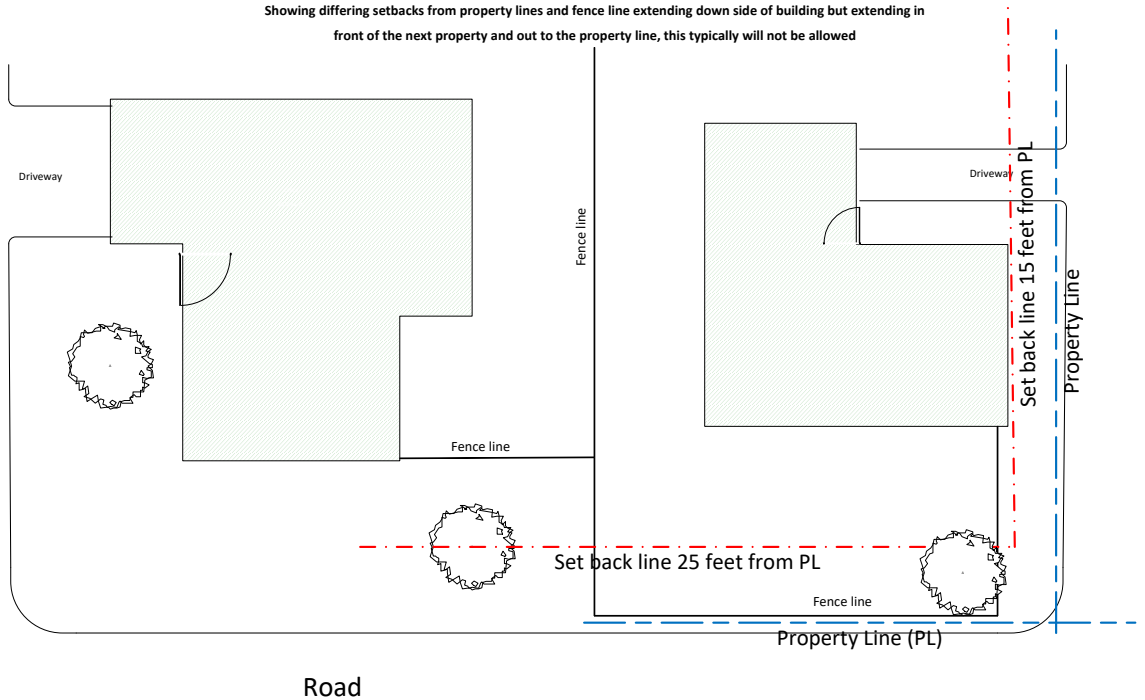 Showing differing setbacks from property lines and fence line extending down side of building but extending in
front of the next property and out to the property line, this typically will not be allowed
Driveway
Driveway
Fence line
Set back line 15 feet from PL
Property Line
Fence line
Set back line 25 feet from PL
Fence line
Property Line (PL)
Road